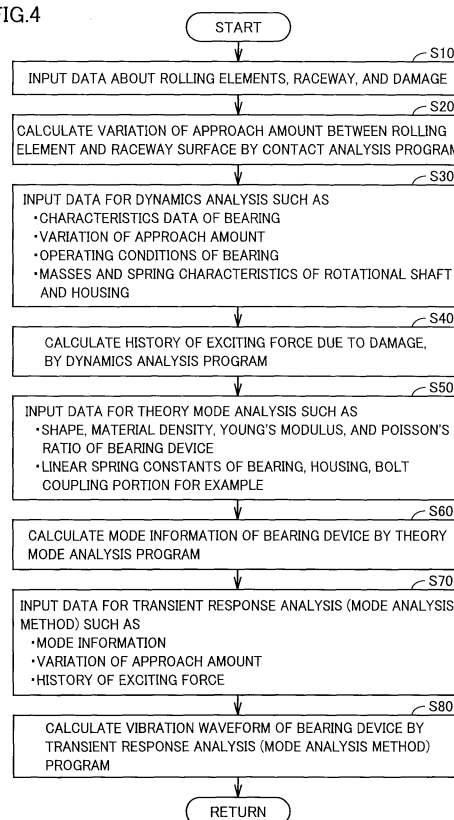 FIG.4
START
S10
INPUT DATA ABOUT ROLLING ELEMENTS, RACEWAY, AND DAMAGE
S20
CALCULATE VARIATION OF APPROACH AMOUNT BETWEEN ROLLING
ELEMENT AND RACEWAY SURFACE BY CONTACT ANALYSIS PROGRAM
S30
INPUT DATA FOR DYNAMICS ANALYSIS SUCH AS
・CHARACTERISTICS DATA OF BEARING
・VARIATION OF APPROACH AMOUNT
・OPERATING CONDITIONS OF BEARING
・MASSES AND SPRING CHARACTERISTICS OF ROTATIONAL SHAFT
AND HOUSING
S40
CALCULATE HISTORY OF EXCITING FORCE DUE TO DAMAGE,
BY DYNAMICS ANALYSIS PROGRAM
S50
INPUT DATA FOR THEORY MODE ANALYSIS SUCH AS
・SHAPE, MATERIAL DENSITY, YOUNG'S MODULUS, AND POISSON'S
RATIO OF BEARING DEVICE
・LINEAR SPRING CONSTANTS OF BEARING, HOUSING, BOLT
COUPLING PORTION FOR EXAMPLE
S60
CALCULATE MODE INFORMATION OF BEARING DEVICE BY THEORY
MODE ANALYSIS PROGRAM
S70
INPUT DATA FOR TRANSIENT RESPONSE ANALYSIS (MODE ANALYSIS
METHOD) SUCH AS
・MODE INFORMATION
・VARIATION OF APPROACH AMOUNT
・HISTORY OF EXCITING FORCE
S80
CALCULATE VIBRATION WAVEFORM OF BEARING DEVICE BY
TRANSIENT RESPONSE ANALYSIS (MODE ANALYSIS METHOD)
PROGRAM
RETURN